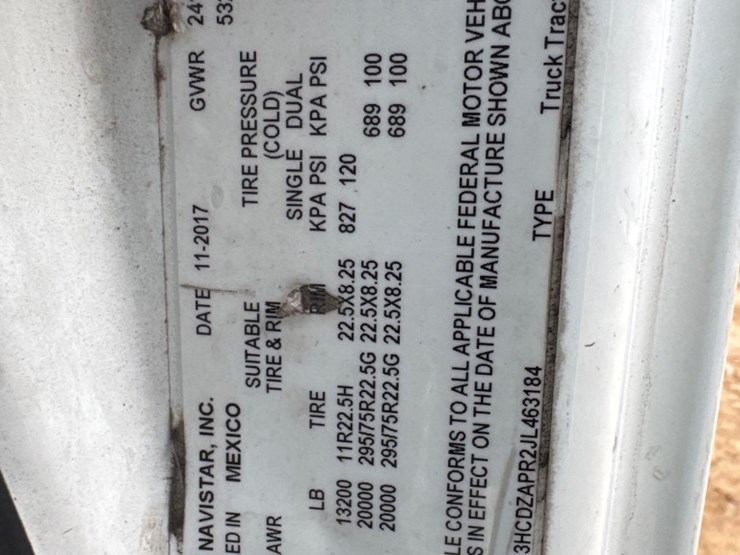 NAVISTAR, INC. DATE 11-2017 GVWR 24
ED IN MEXICO 53
AWR SUITABLE TIRE PRESSURE
TIRE & RIM (COLD)
SINGLE DUAL
LB TIRE RIM KPA PSI KPA PSI
13200 11R22.5H 22.5X8.25 827 120
20000 295/75R22.5G 22.5X8.25 689 100
20000 295/75R22.5G 22.5X8.25 689 100
LE CONFORMS TO ALL APPLICABLE FEDERAL MOTOR VEH
S IN EFFECT ON THE DATE OF MANUFACTURE SHOWN ABO
3HCDZAPR2JL463184 TYPE Truck Trac